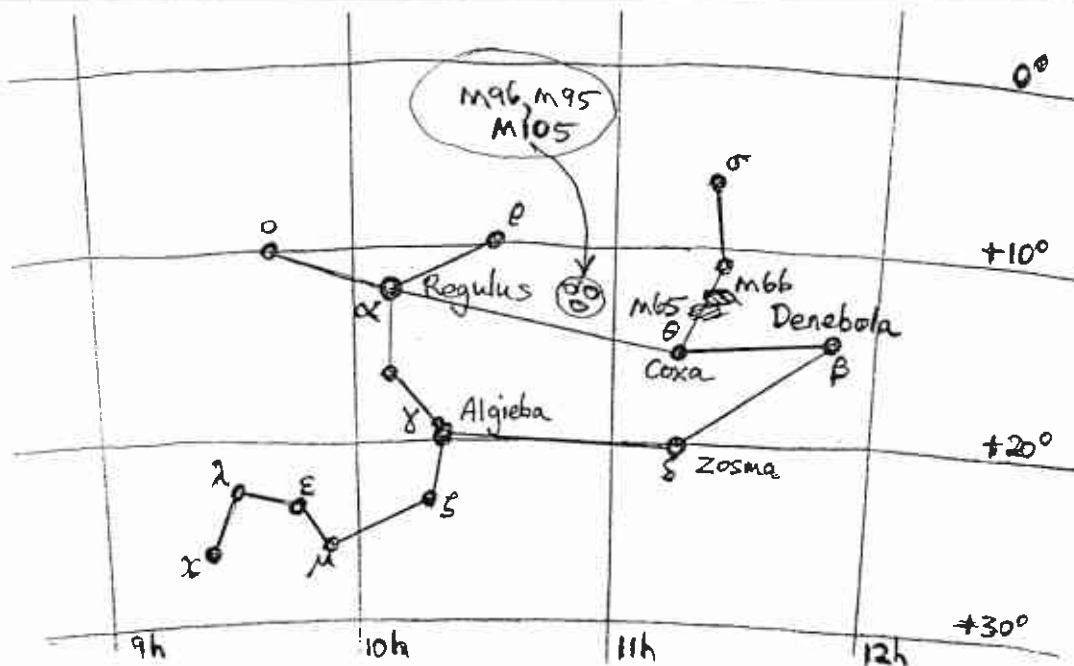 M96, M95
M105
0°
σ
ο
ρ
+10°
α
Regulus
M66
M65
θ
Denebola
Coxa
β
γ
Algieba
+20°
δ
Zosma
λ
ε
ζ
μ
χ
+30°
9h
10h
11h
12h